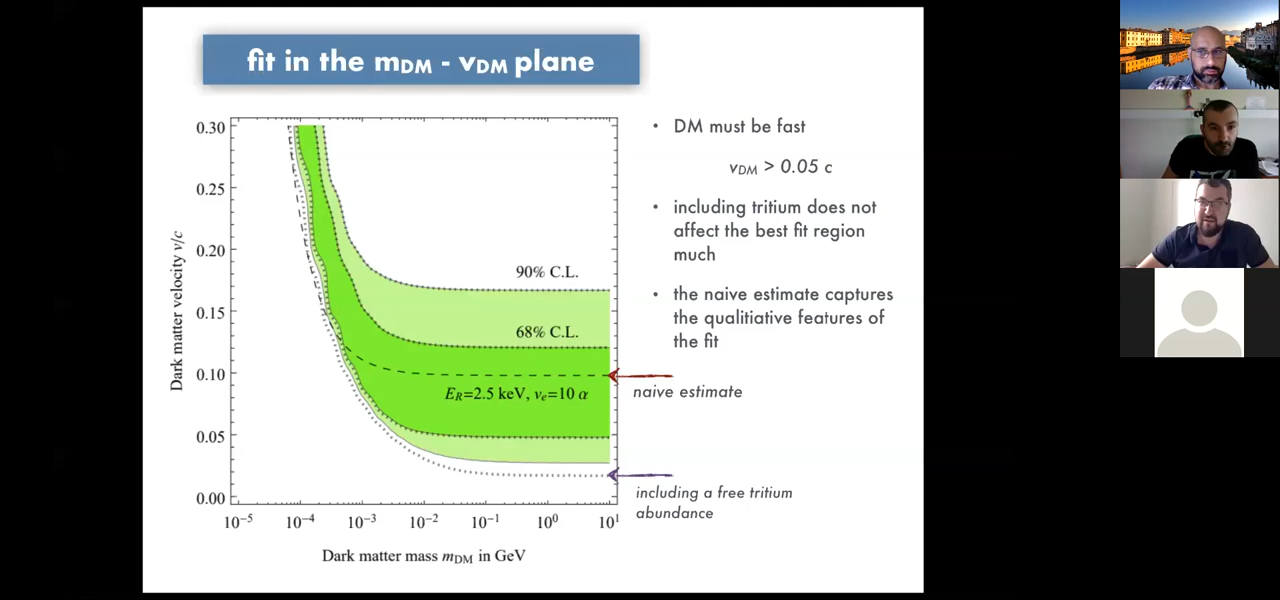 fit in the mDM - vDM plane
0.30
0.25
0.20
0.15
0.10
0.05
0.00
Dark matter velocity v/c
90% C.L.
68% C.L.
E_R=2.5 keV, v_e=10 α
10⁻⁵ 10⁻⁴ 10⁻³ 10⁻² 10⁻¹ 10⁰ 10¹
Dark matter mass mDM in GeV
• DM must be fast
vDM > 0.05 c
• including tritium does not
affect the best fit region
much
• the naive estimate captures
the qualitiative features of
the fit
naive estimate
including a free tritium
abundance